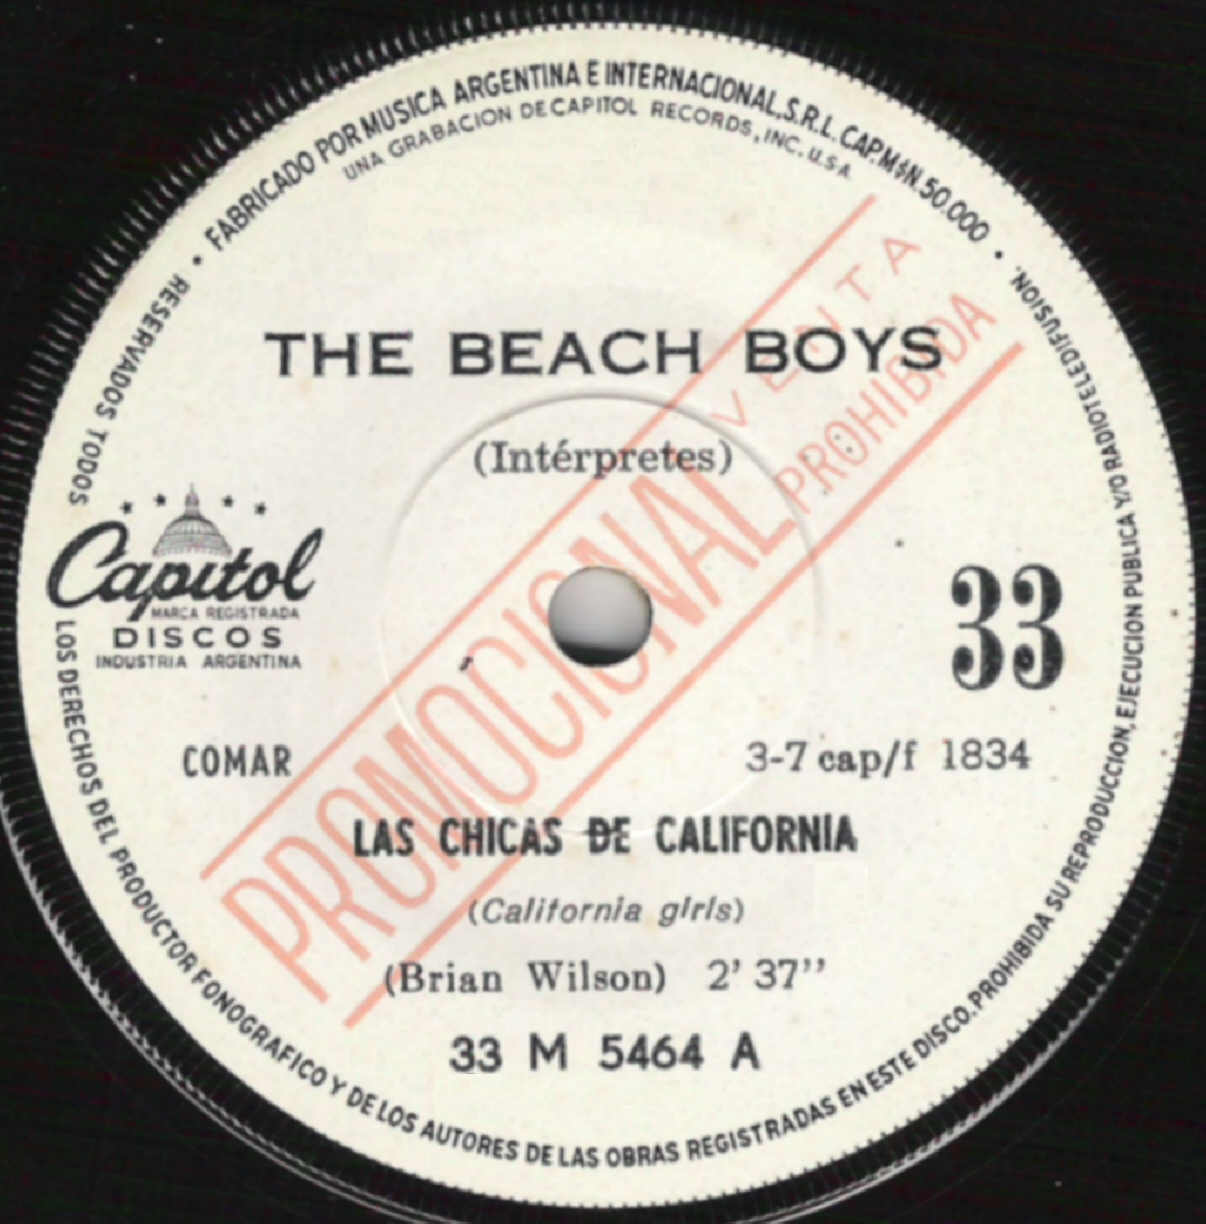 FABRICADO POR MUSICA ARGENTINA E INTERNACIONAL, S.R.L. CAP. M$N. 50.000
UNA GRABACION DE CAPITOL RECORDS, INC. U.S.A
RESERVADOS TODOS LOS DERECHOS DEL PRODUCTOR FONOGRAFICO Y DE LOS AUTORES DE LAS OBRAS REGISTRADAS EN ESTE DISCO. PROHIBIDA SU REPRODUCCION, EJECUCION PUBLICA Y/O RADIOTELEDIFUSION.
THE BEACH BOYS
(Intérpretes)
PROMOCIONAL
VENTA
PROHIBIDA
Capitol
MARCA REGISTRADA
DISCOS
INDUSTRIA ARGENTINA
33
COMAR
3-7 cap/f 1834
LAS CHICAS DE CALIFORNIA
(California girls)
(Brian Wilson) 2' 37''
33 M 5464 A